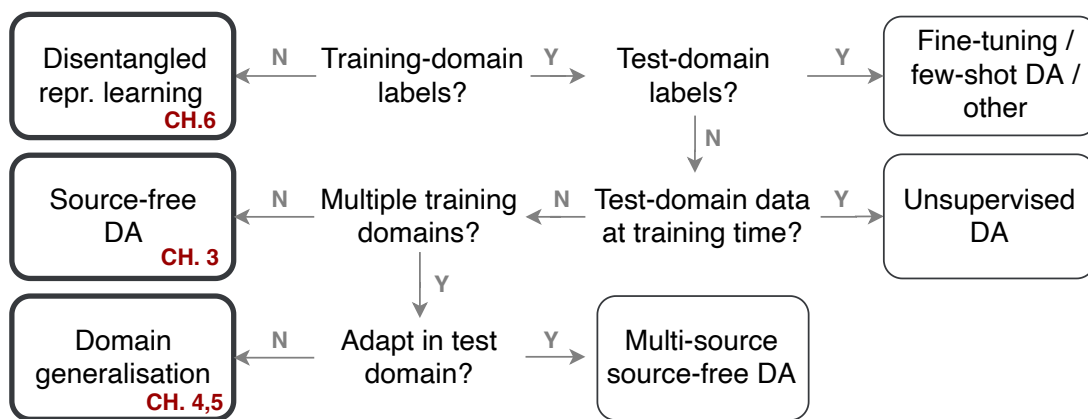 Disentangled
repr. learning
CH.6
N
Training-domain
labels?
Y
Test-domain
labels?
Y
Fine-tuning /
few-shot DA /
other
N
Source-free
DA
CH. 3
N
Multiple training
domains?
N
Test-domain data
at training time?
Y
Unsupervised
DA
Y
Domain
generalisation
CH. 4,5
N
Adapt in test
domain?
Y
Multi-source
source-free DA